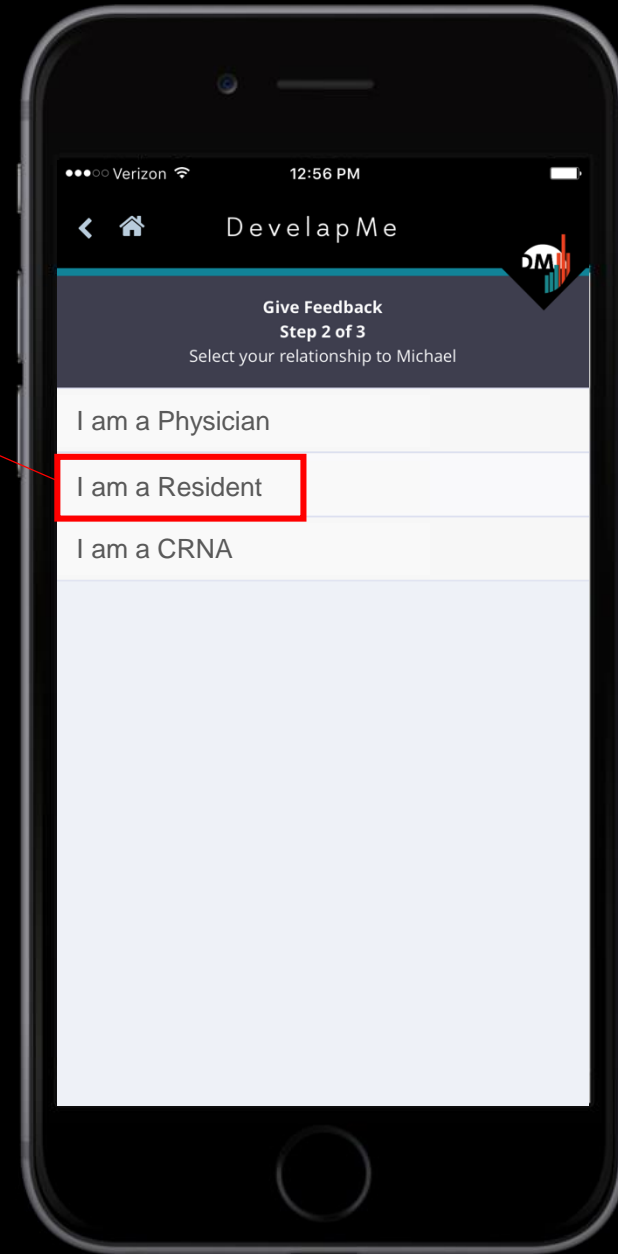 Verizon 12:56 PM
DevelapMe
DM
Give Feedback
Step 2 of 3
Select your relationship to Michael
I am a Physician
I am a Resident
I am a CRNA